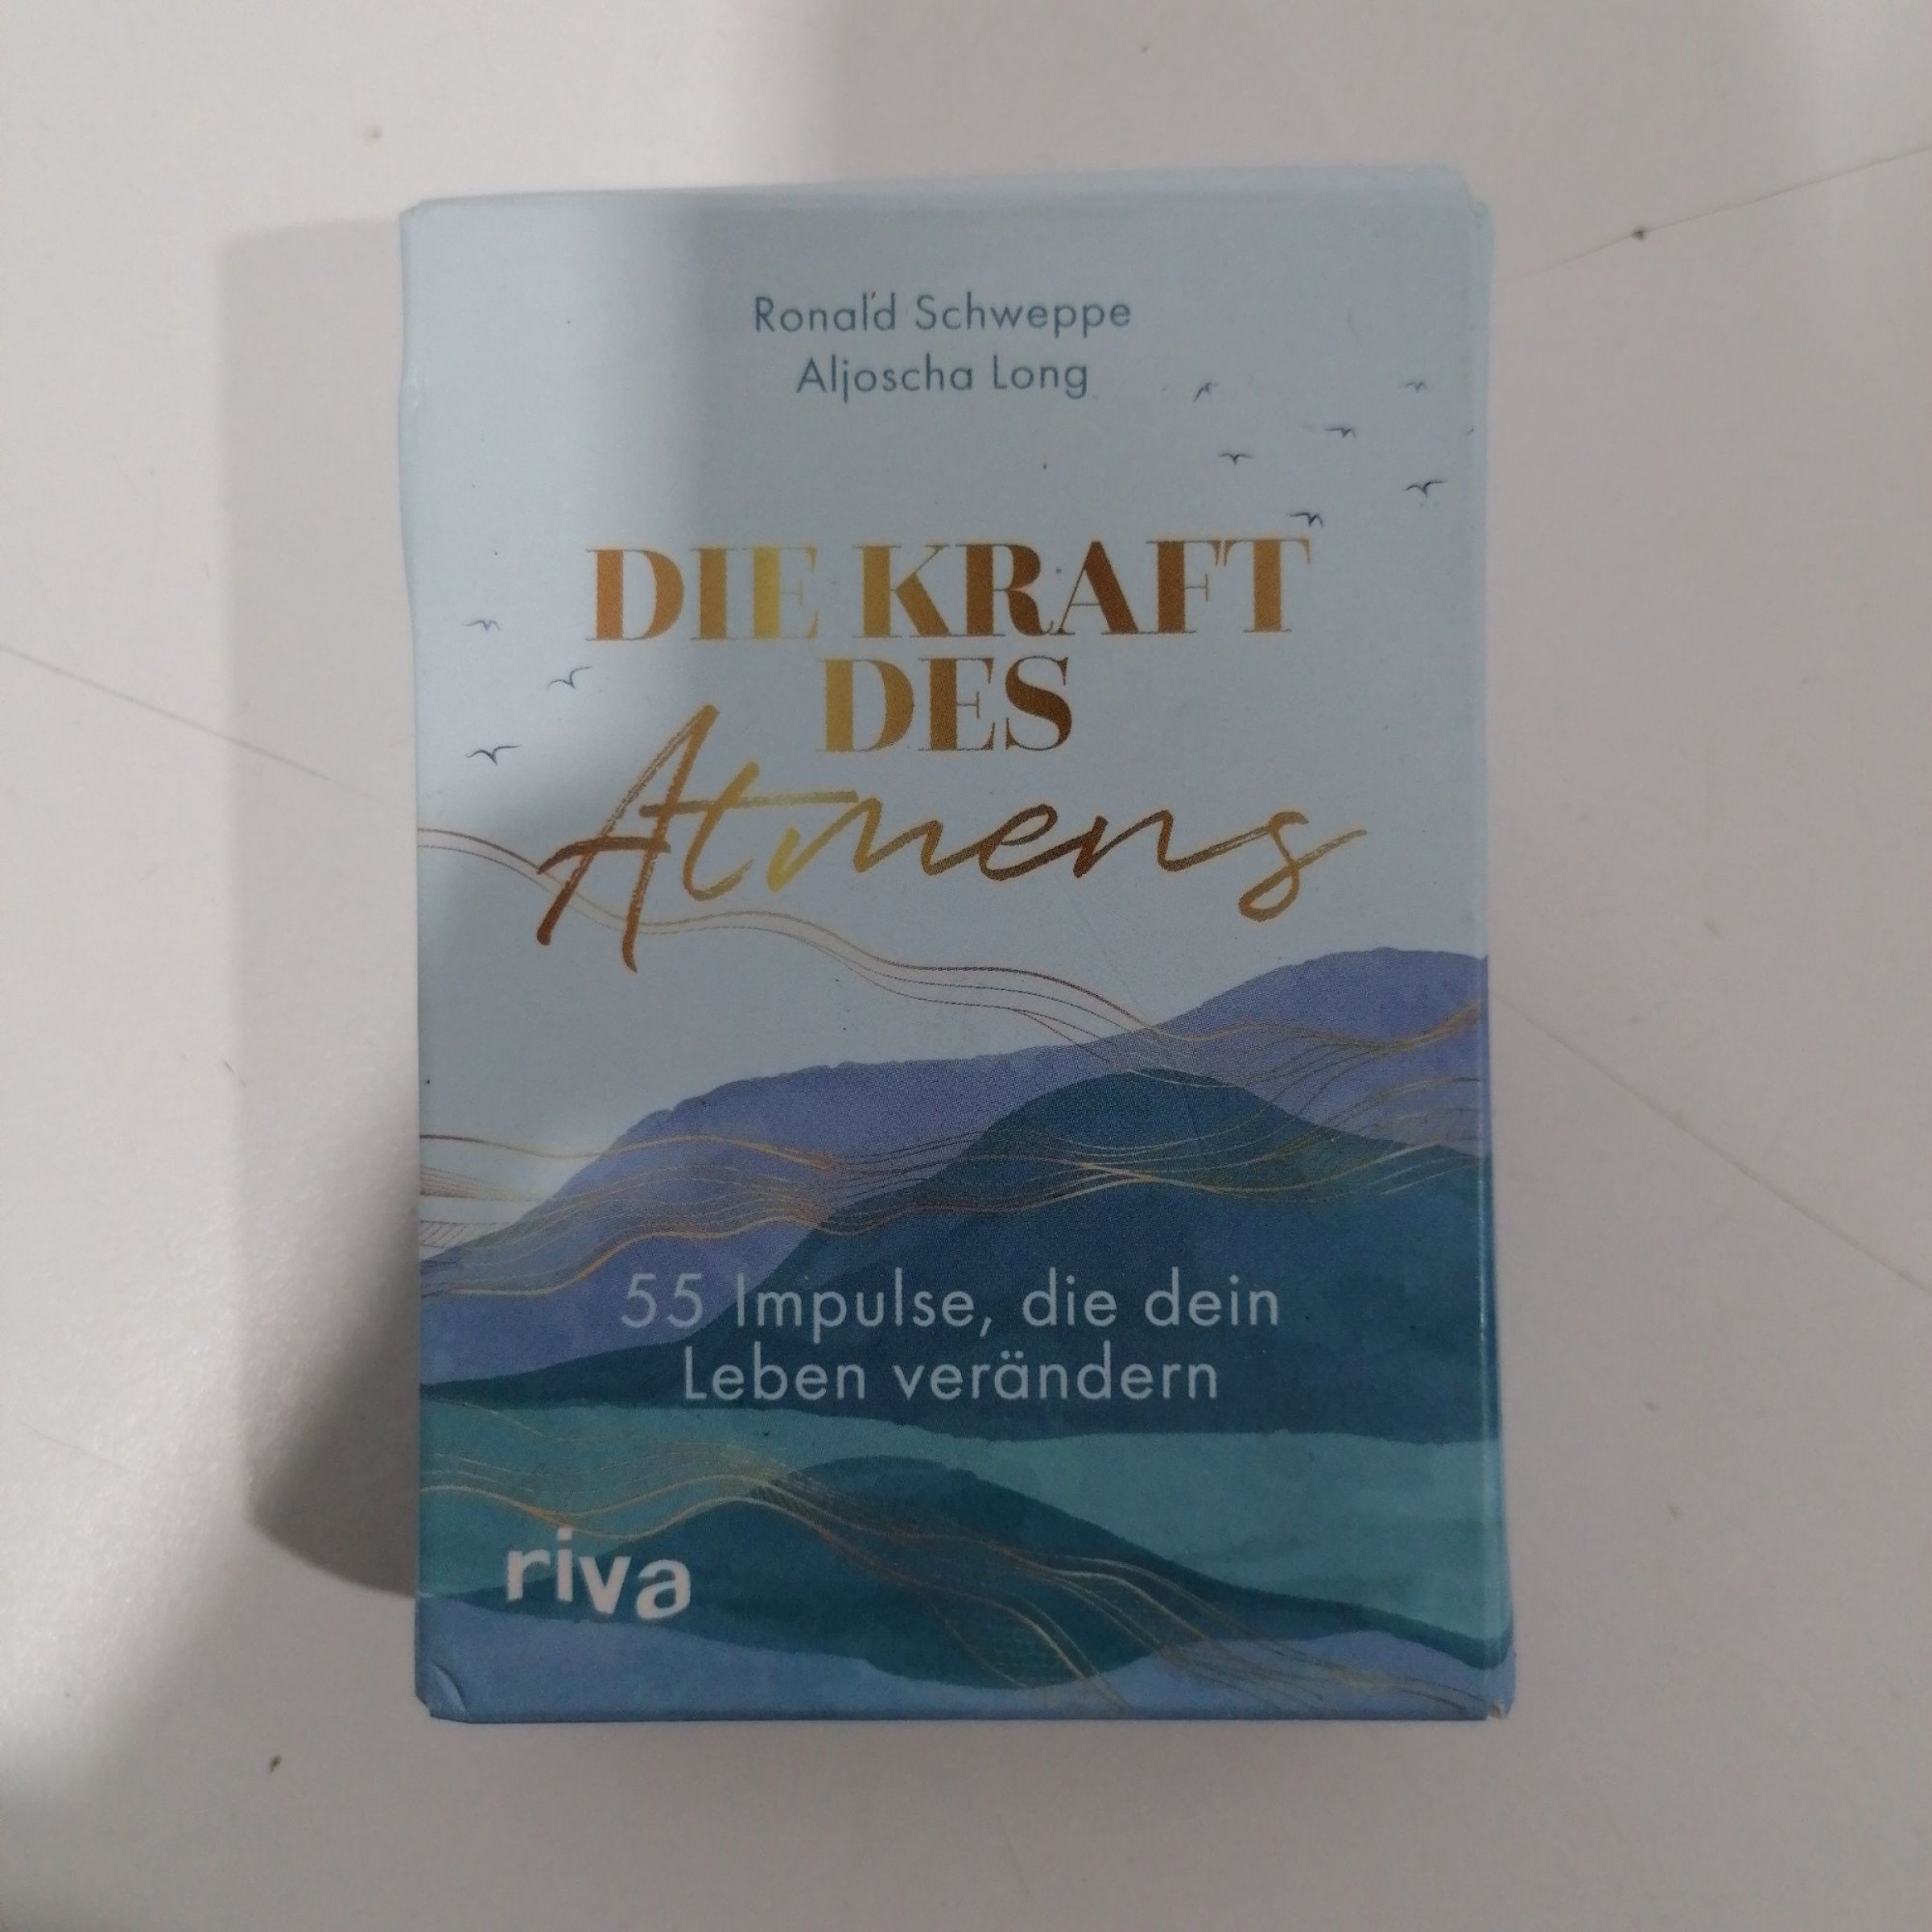 Ronald Schweppe
Aljoscha Long
DIE KRAFT
DES
Atmens
55 Impulse, die dein
Leben verändern
riva